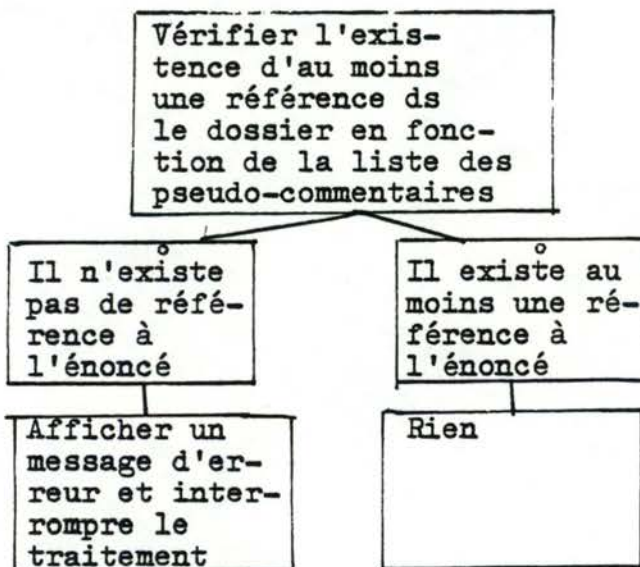 Vérifier l'exis-
tence d'au moins
une référence ds
le dossier en fonc-
tion de la liste des
pseudo-commentaires
o
Il n'existe
pas de réfé-
rence à
l'énoncé
o
Il existe au
moins une ré-
férence à
l'énoncé
Afficher un
message d'er-
reur et inter-
rompre le
traitement
Rien